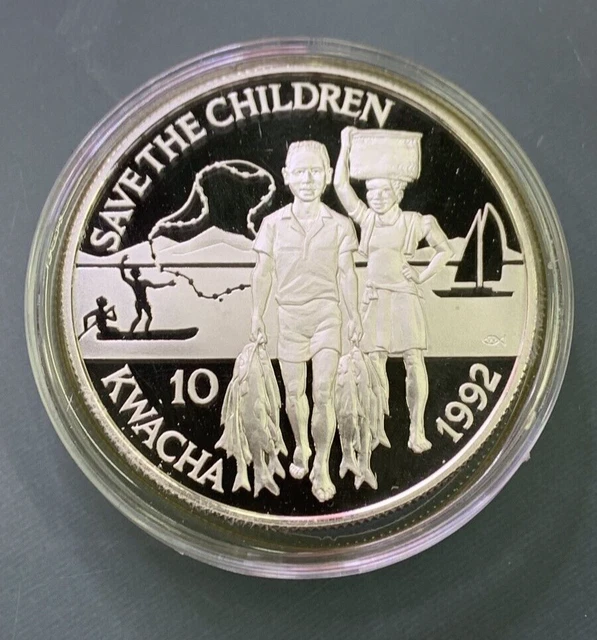 SAVE THE CHILDREN
10
KWACHA
1992